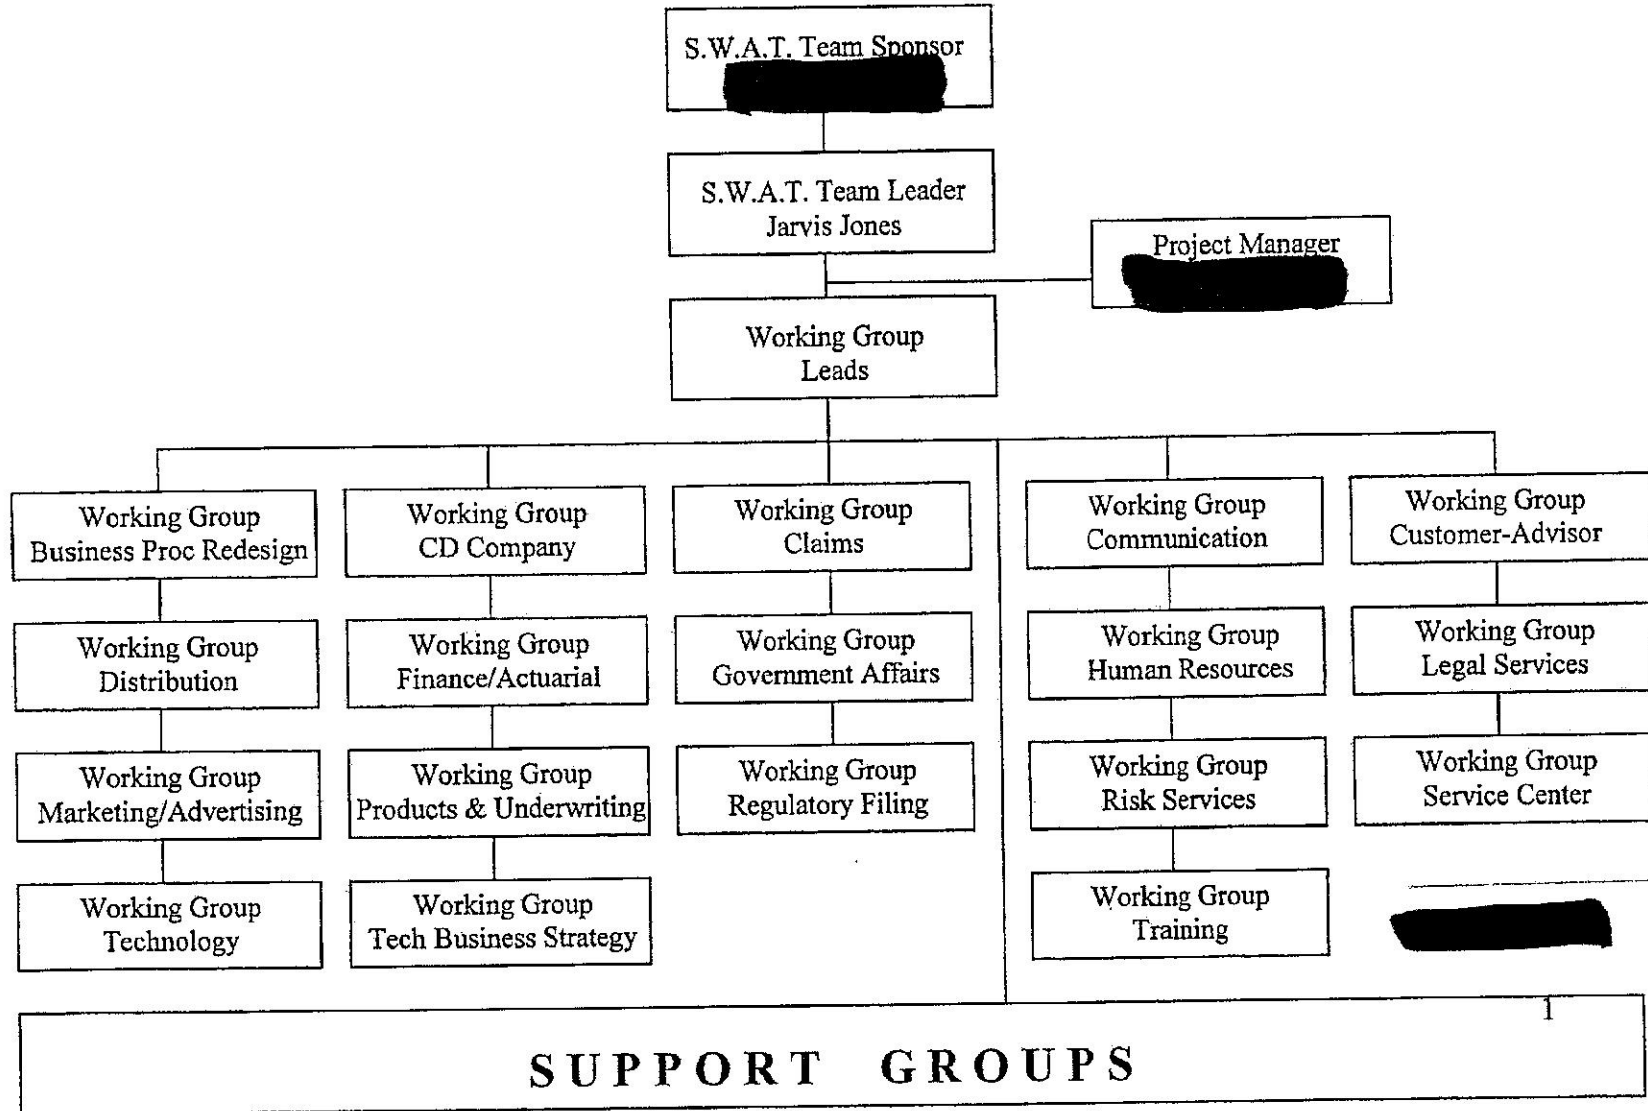 S.W.A.T. Team Sponsor
S.W.A.T. Team Leader
Jarvis Jones
Project Manager
Working Group
Leads
Working Group
Business Proc Redesign
Working Group
CD Company
Working Group
Claims
Working Group
Communication
Working Group
Customer-Advisor
Working Group
Distribution
Working Group
Finance/Actuarial
Working Group
Government Affairs
Working Group
Human Resources
Working Group
Legal Services
Working Group
Marketing/Advertising
Working Group
Products & Underwriting
Working Group
Regulatory Filing
Working Group
Risk Services
Working Group
Service Center
Working Group
Technology
Working Group
Tech Business Strategy
Working Group
Training
1
SUPPORT GROUPS